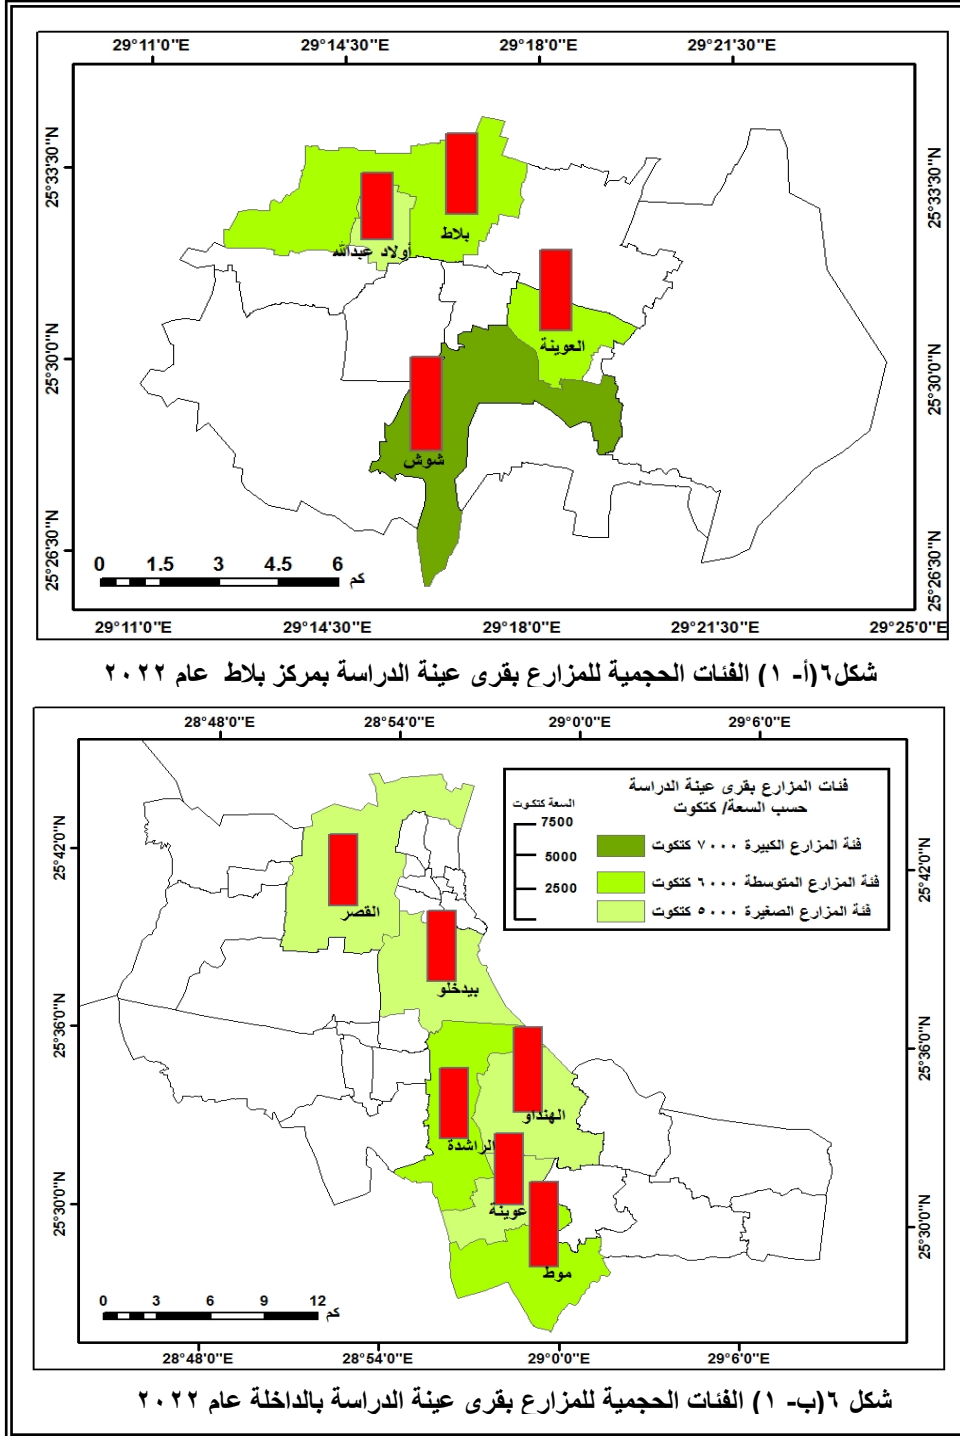 29°11'0"E 29°14'30"E 29°18'0"E 29°21'30"E
25°33'30"N
25°33'30"N
بلاط
أولاد عبدالله
العوينة
25°30'0"N
25°30'0"N
شوش
25°26'30"N
25°26'30"N
0 1.5 3 4.5 6
كم
29°11'0"E 29°14'30"E 29°18'0"E 29°21'30"E 29°25'0"E
شكل٦(أ- ١) الفئات الحجمية للمزارع بقرى عينة الدراسة بمركز بلاط عام ٢٠٢٢
28°48'0"E 28°54'0"E 29°0'0"E 29°6'0"E
فئات المزارع بقرى عينة الدراسة
حسب السعة/ كتكوت
السعة كتكوت
7500
5000
2500
فئة المزارع الكبيرة ٧٠٠٠ كتكوت
فئة المزارع المتوسطة ٦٠٠٠ كتكوت
فئة المزارع الصغيرة ٥٠٠٠ كتكوت
25°42'0"N
25°42'0"N
القصر
بيدخلو
25°36'0"N
25°36'0"N
الهنداو
الراشدة
عوينة
25°30'0"N
25°30'0"N
موط
0 3 6 9 12
كم
28°48'0"E 28°54'0"E 29°0'0"E 29°6'0"E
شكل ٦(ب- ١) الفئات الحجمية للمزارع بقرى عينة الدراسة بالداخلة عام ٢٠٢٢